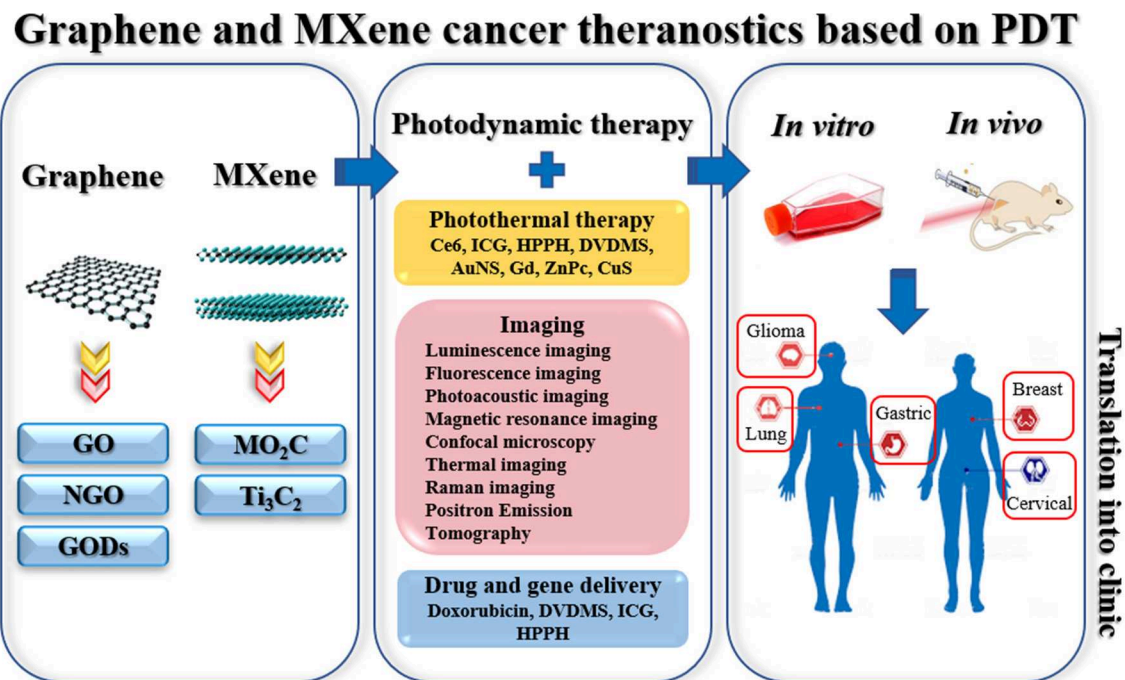 Graphene and MXene cancer theranostics based on PDT
Graphene
MXene
GO
NGO
GODs
MO₂C
Ti₃C₂
Photodynamic therapy
Photothermal therapy
Ce6, ICG, HPPH, DVDMS,
AuNS, Gd, ZnPc, CuS
Imaging
Luminescence imaging
Fluorescence imaging
Photoacoustic imaging
Magnetic resonance imaging
Confocal microscopy
Thermal imaging
Raman imaging
Positron Emission
Tomography
Drug and gene delivery
Doxorubicin, DVDMS, ICG,
HPPH
In vitro
In vivo
Glioma
Lung
Gastric
Breast
Cervical
Translation into clinic